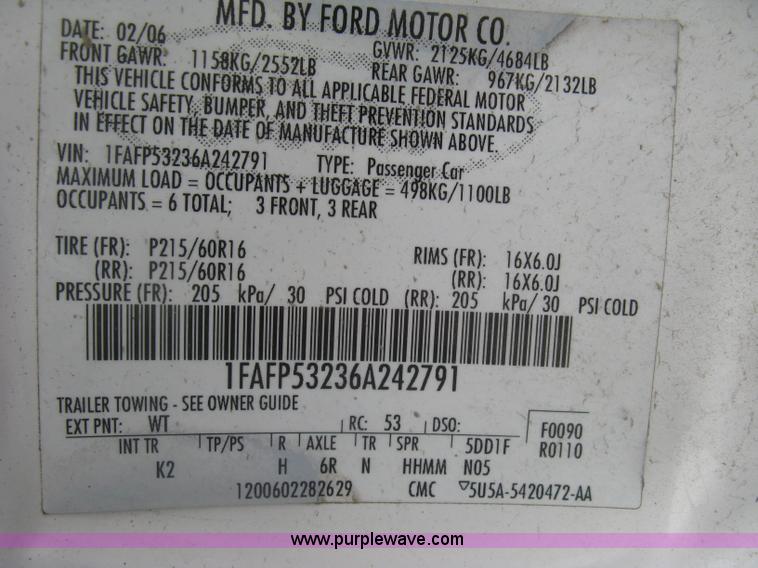 MFD. BY FORD MOTOR CO.
DATE: 02/06 GVWR: 2125KG/4684LB
FRONT GAWR: 1158KG/2552LB REAR GAWR: 967KG/2132LB
THIS VEHICLE CONFORMS TO ALL APPLICABLE FEDERAL MOTOR
VEHICLE SAFETY, BUMPER, AND THEFT PREVENTION STANDARDS
IN EFFECT ON THE DATE OF MANUFACTURE SHOWN ABOVE.
VIN: 1FAFP53236A242791 TYPE: Passenger Car
MAXIMUM LOAD = OCCUPANTS + LUGGAGE = 498KG/1100LB
OCCUPANTS = 6 TOTAL; 3 FRONT, 3 REAR
TIRE (FR): P215/60R16 RIMS (FR): 16X6.0J
(RR): P215/60R16 (RR): 16X6.0J
PRESSURE (FR): 205 kPa/ 30 PSI COLD (RR): 205 kPa/ 30 PSI COLD
1FAFP53236A242791
TRAILER TOWING - SEE OWNER GUIDE
EXT PNT: WT RC: 53 DSO: F0090
INT TR TP/PS R AXLE TR SPR 5DD1F R0110
K2 H 6R N HHMM N05
1200602282629 CMC ▽5U5A-5420472-AA
www.purplewave.com